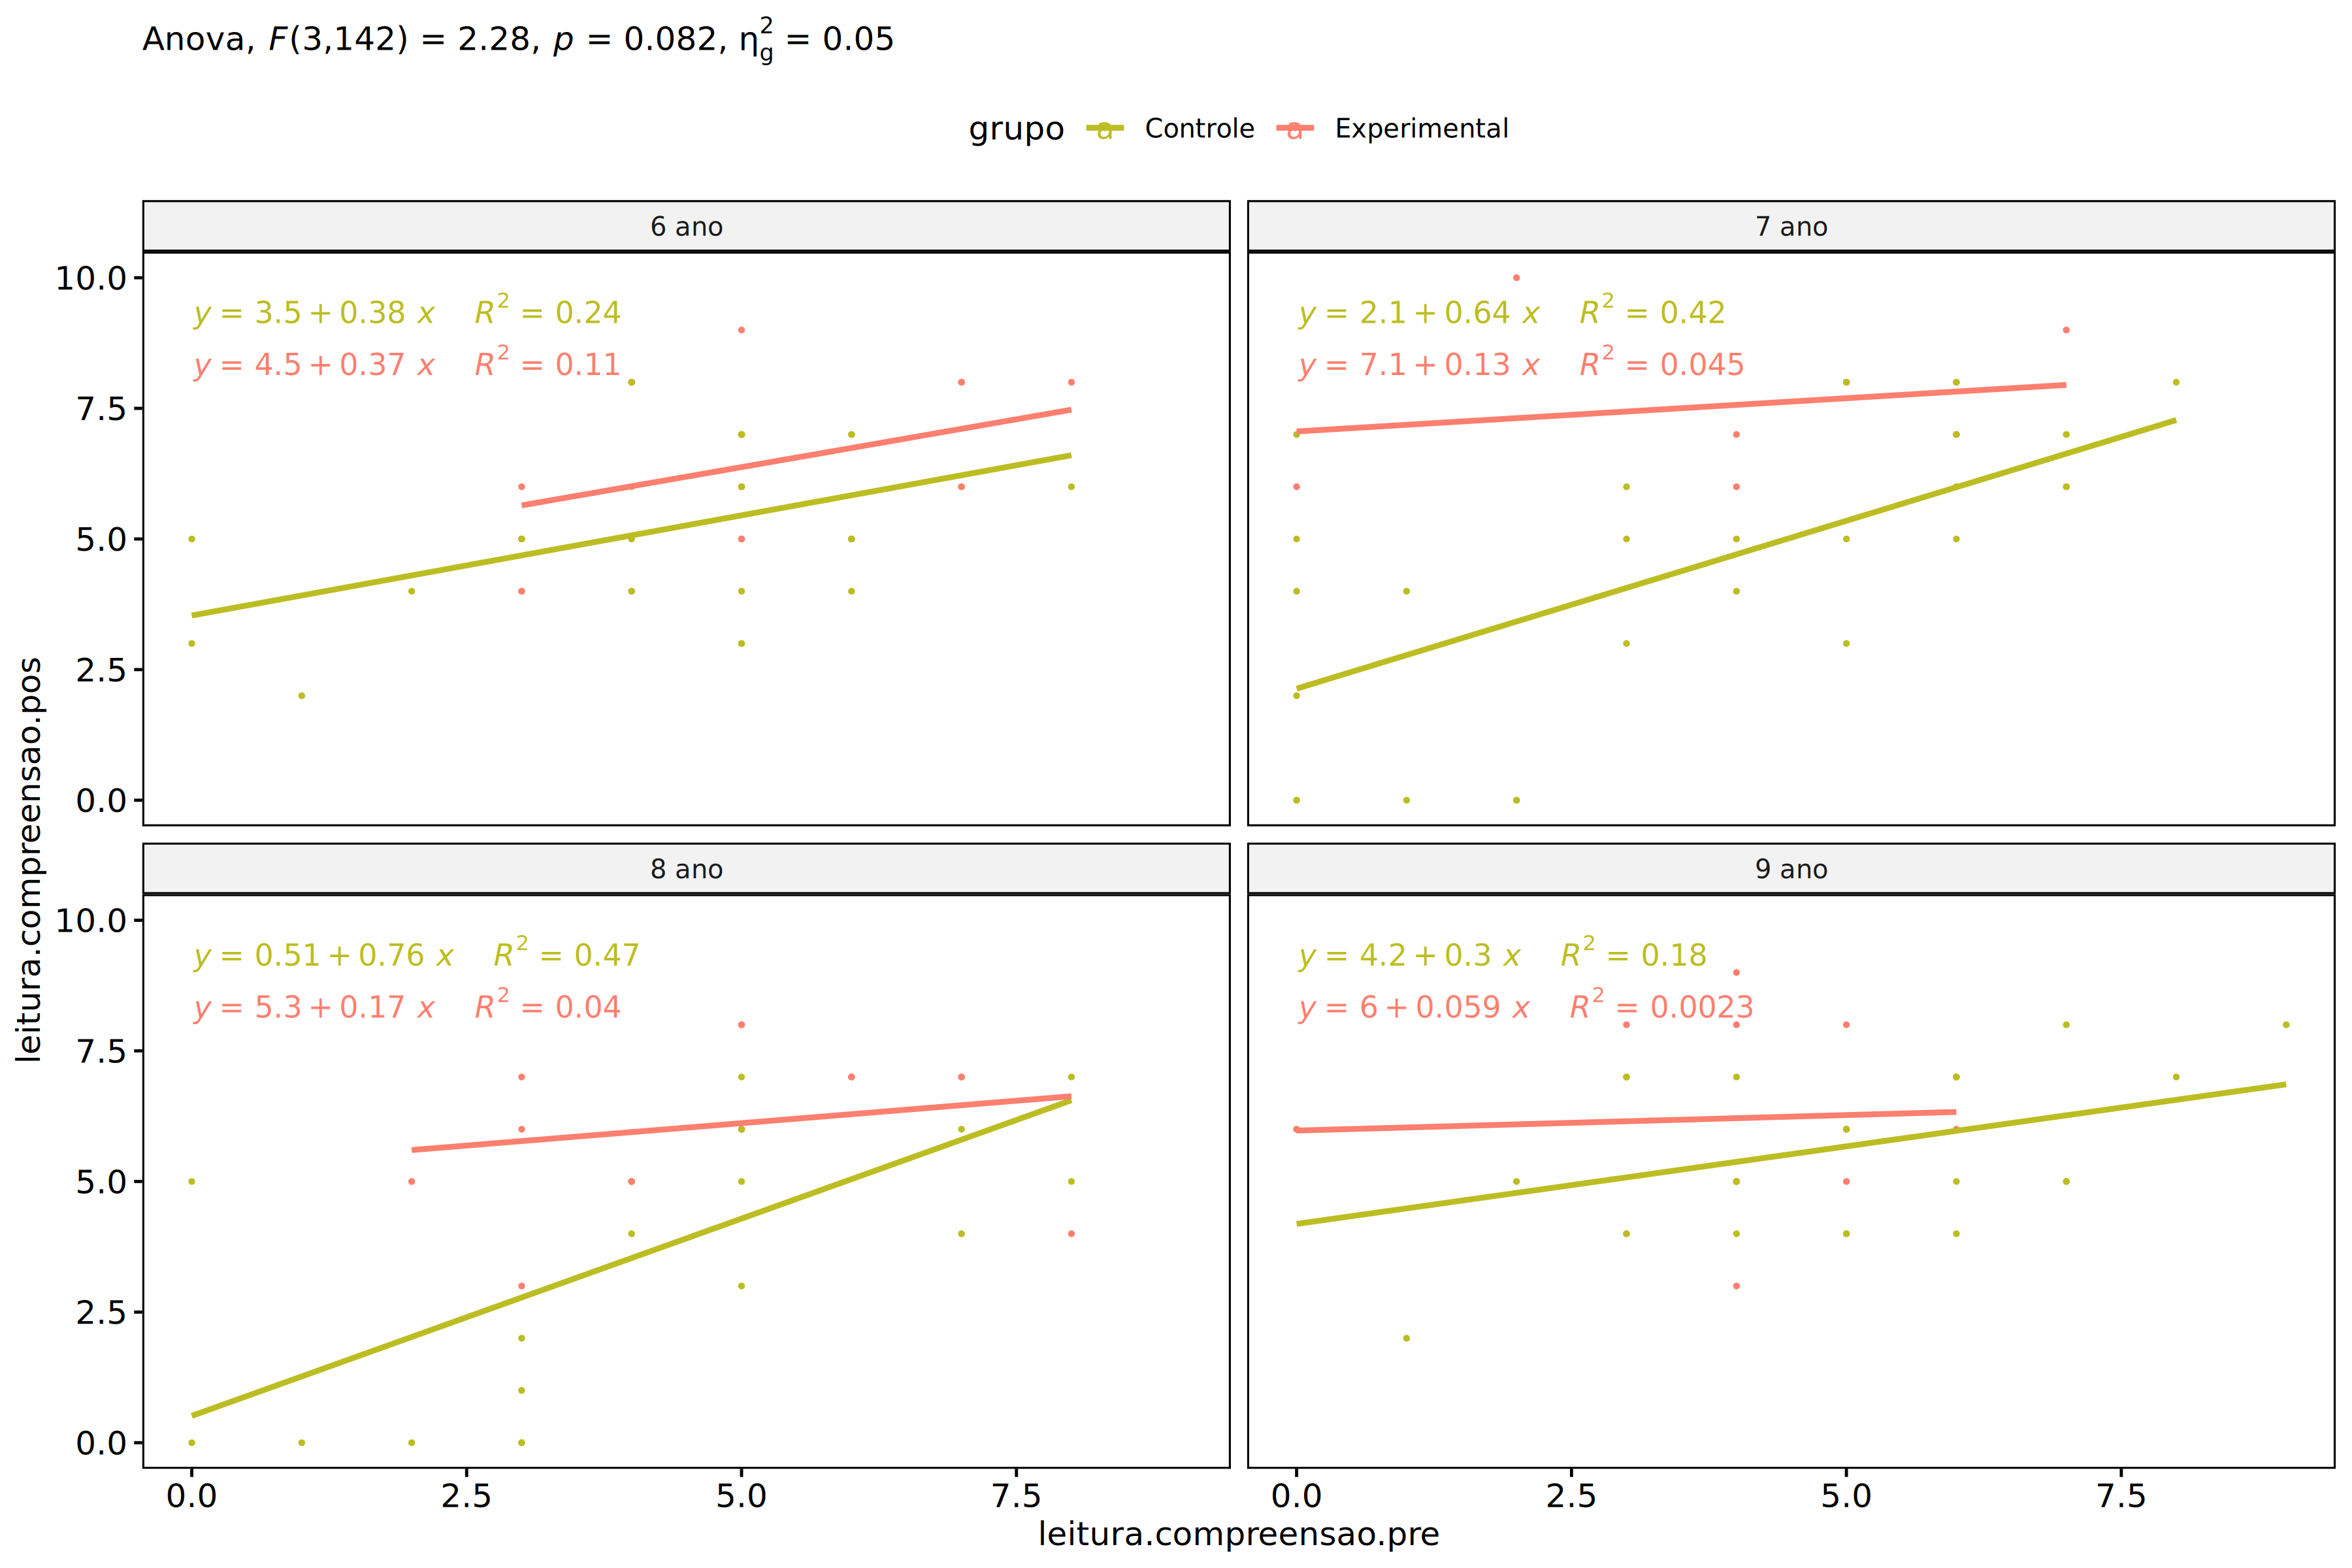 Anova, F(3,142) = 2.28, p = 0.082, η²g = 0.05
grupo a Controle a Experimental
6 ano
7 ano
10.0
7.5
5.0
2.5
0.0
y = 3.5 + 0.38 x R² = 0.24
y = 4.5 + 0.37 x R² = 0.11
y = 2.1 + 0.64 x R² = 0.42
y = 7.1 + 0.13 x R² = 0.045
8 ano
9 ano
10.0
7.5
5.0
2.5
0.0
y = 0.51 + 0.76 x R² = 0.47
y = 5.3 + 0.17 x R² = 0.04
y = 4.2 + 0.3 x R² = 0.18
y = 6 + 0.059 x R² = 0.0023
leitura.compreensao.pos
0.0 2.5 5.0 7.5
0.0 2.5 5.0 7.5
leitura.compreensao.pre